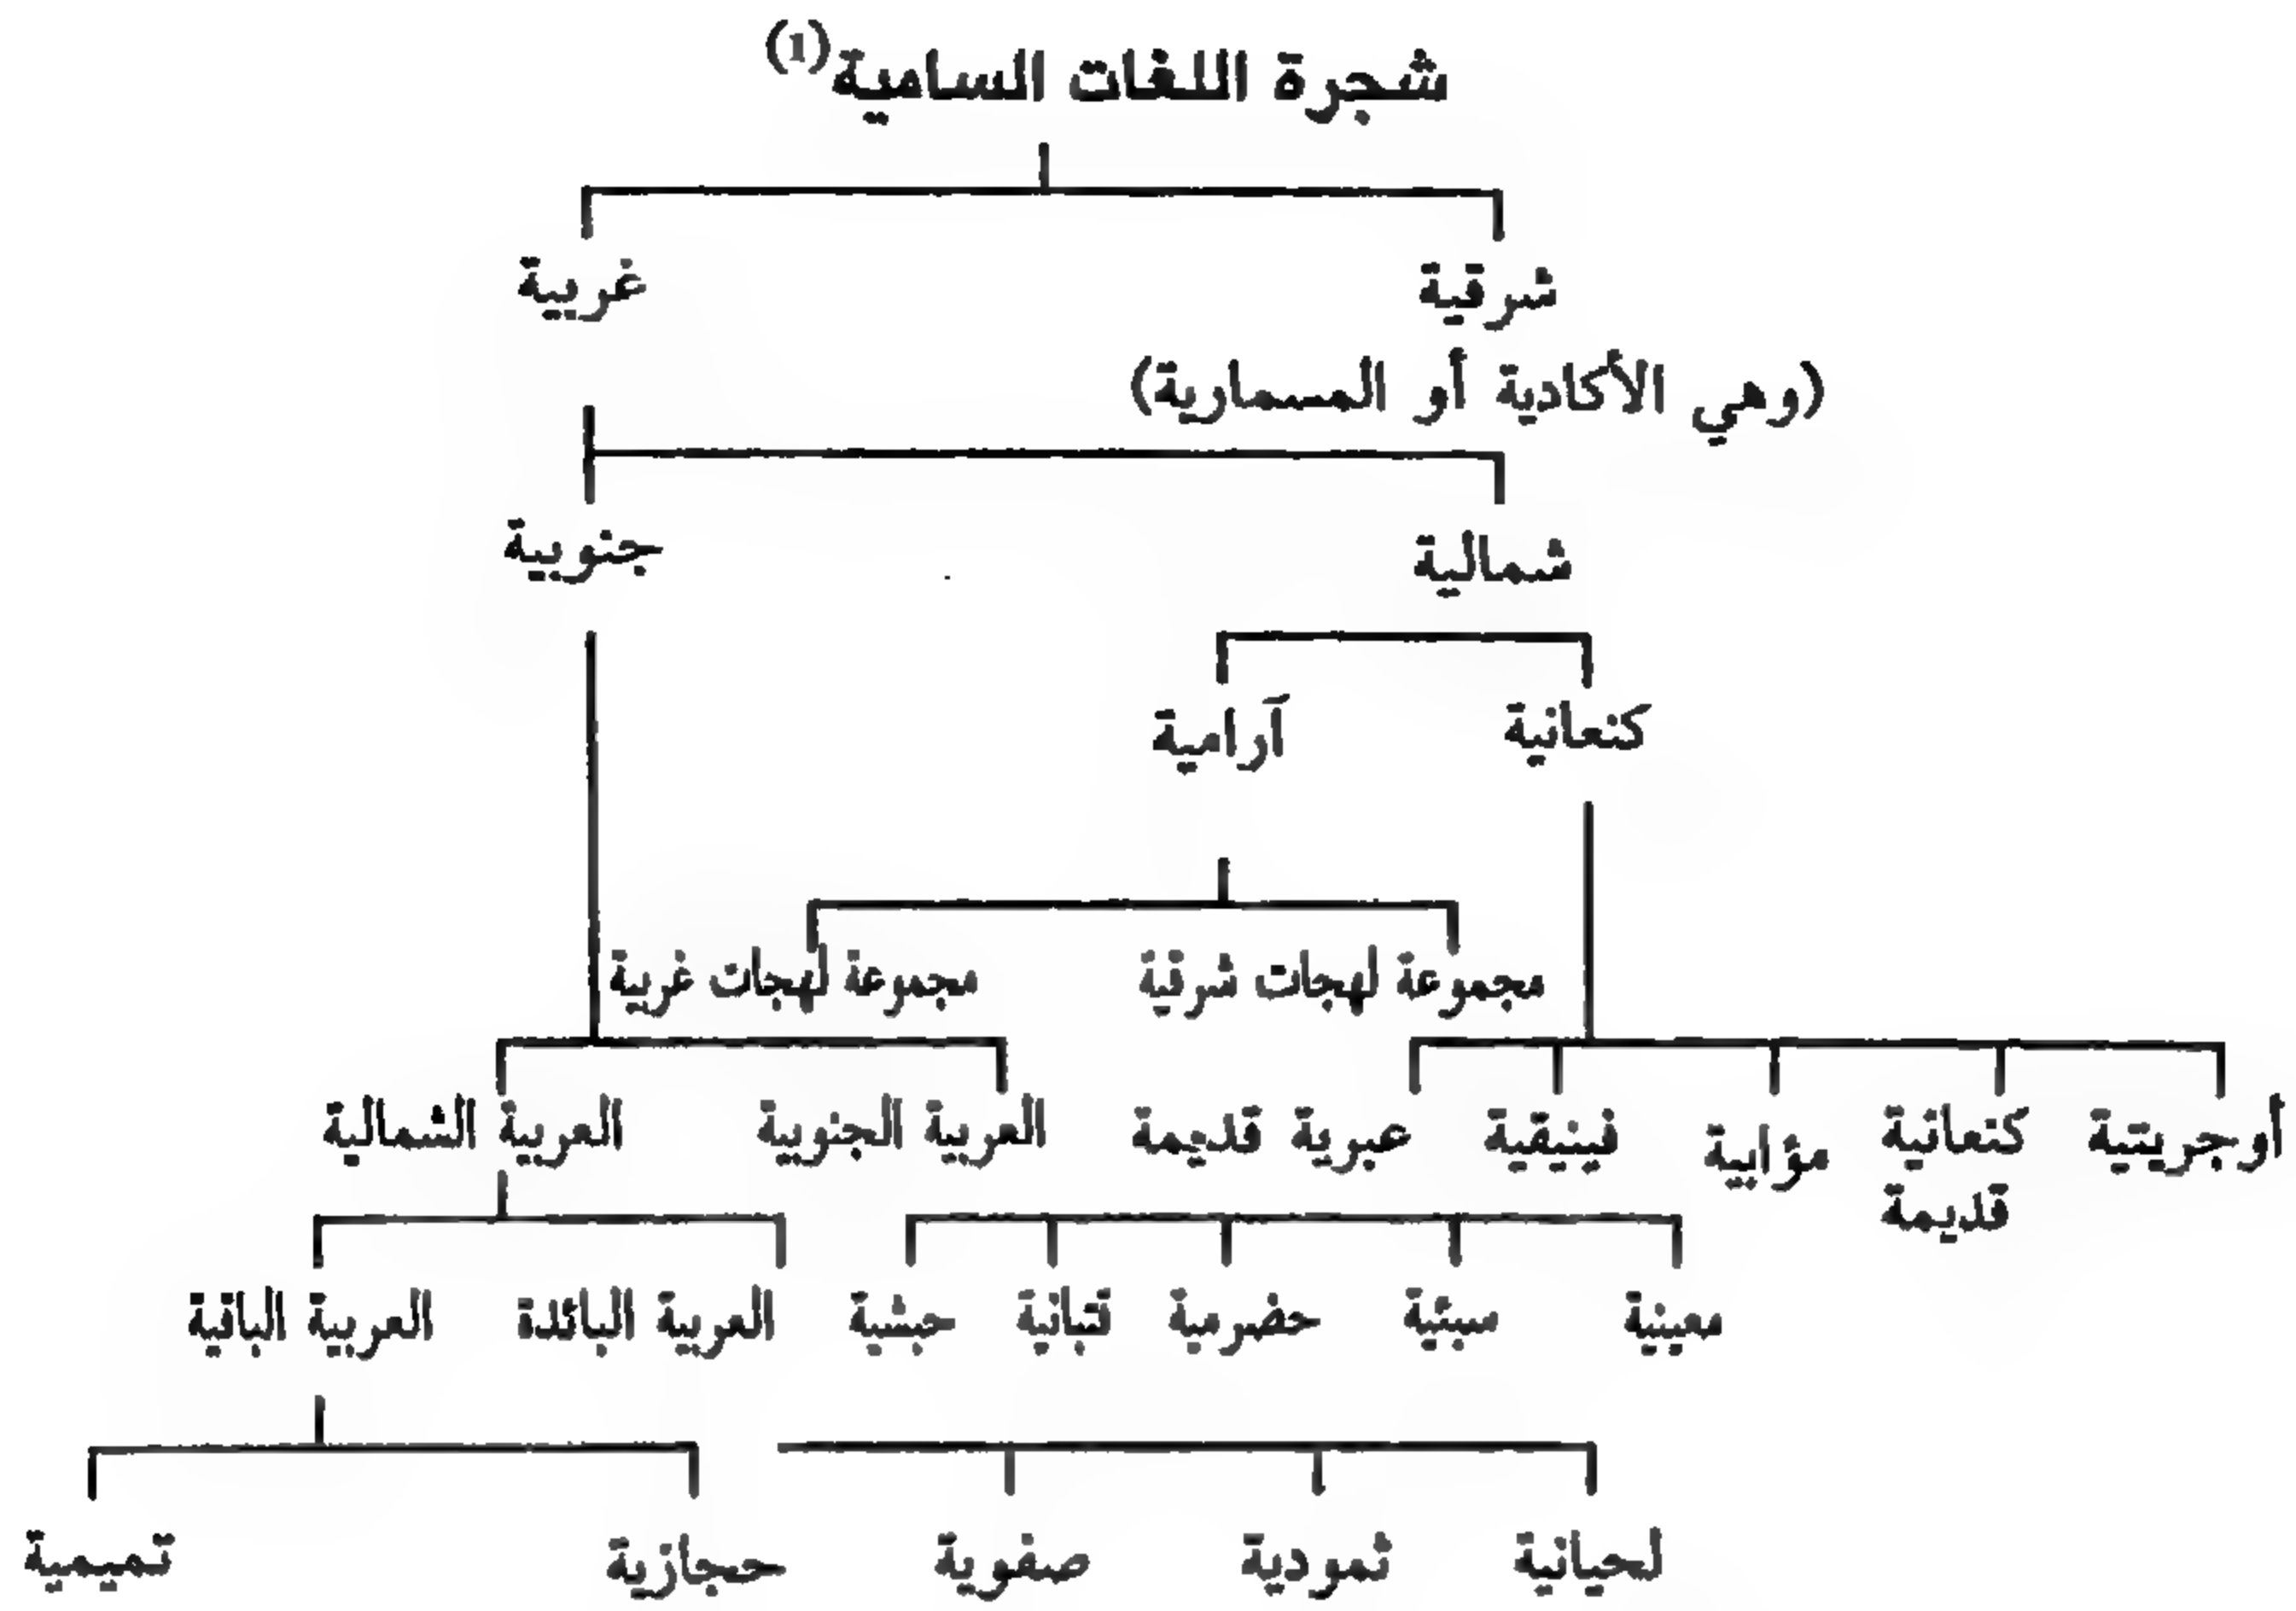 شجرة اللغات السامية(1)
شرقية غربية
(وهي الأكادية أو المسمارية)
شمالية جنوبية
كنعانية آرامية
مجموعة لهجات شرقية مجموعة لهجات غربية
أوجريتية كنعانية مؤابية فينيقية عبرية قديمة العربية الجنوبية العربية الشمالية
قديمة
معينية سبئية حضرمية قتبانية حبشية العربية البائدة العربية الباقية
لحيانية ثمودية صفوية حجازية تميمية